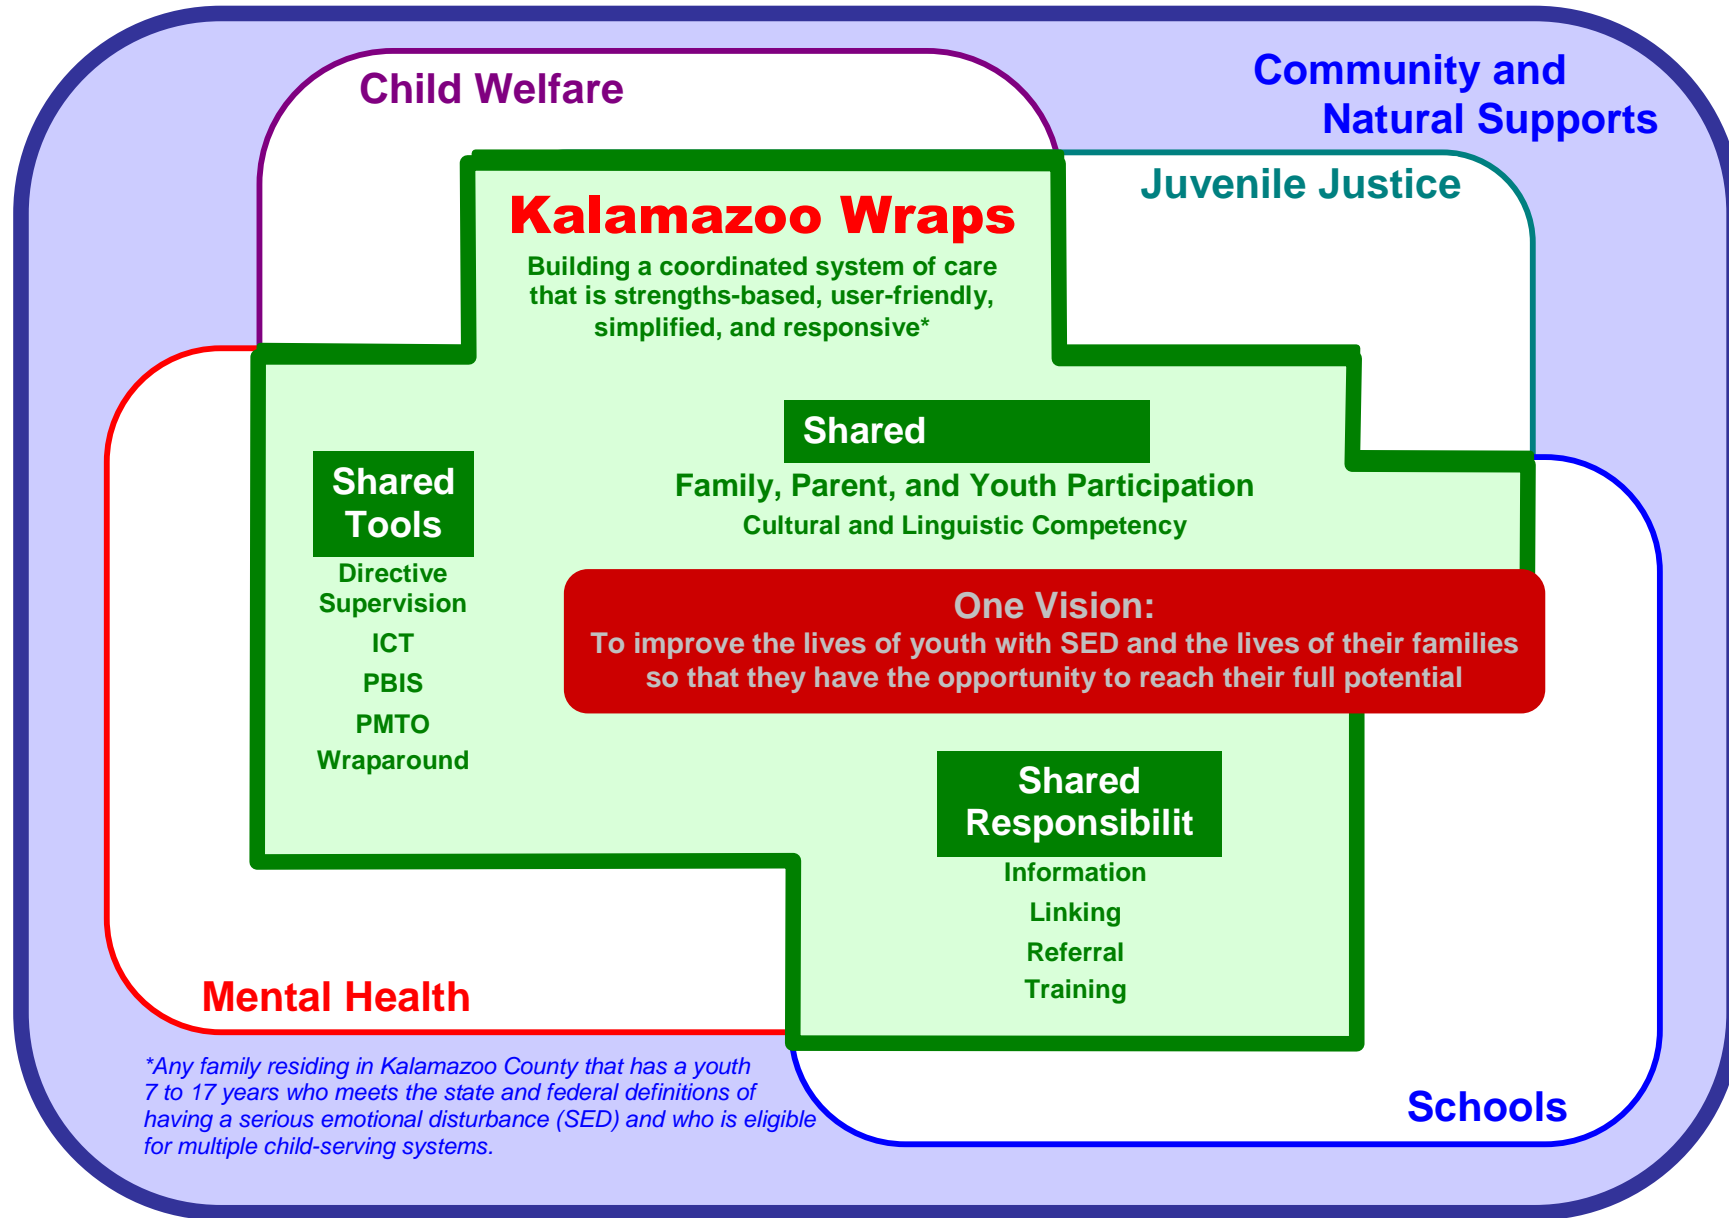 Child Welfare
Community and
Natural Supports
Juvenile Justice
Kalamazoo Wraps
Building a coordinated system of care
that is strengths-based, user-friendly,
simplified, and responsive*
Shared
Family, Parent, and Youth Participation
Cultural and Linguistic Competency
Shared
Tools
Directive
Supervision
ICT
PBIS
PMTO
Wraparound
One Vision:
To improve the lives of youth with SED and the lives of their families
so that they have the opportunity to reach their full potential
Shared
Responsibilit
Information
Linking
Referral
Training
Mental Health
*Any family residing in Kalamazoo County that has a youth
7 to 17 years who meets the state and federal definitions of
having a serious emotional disturbance (SED) and who is eligible
for multiple child-serving systems.
Schools